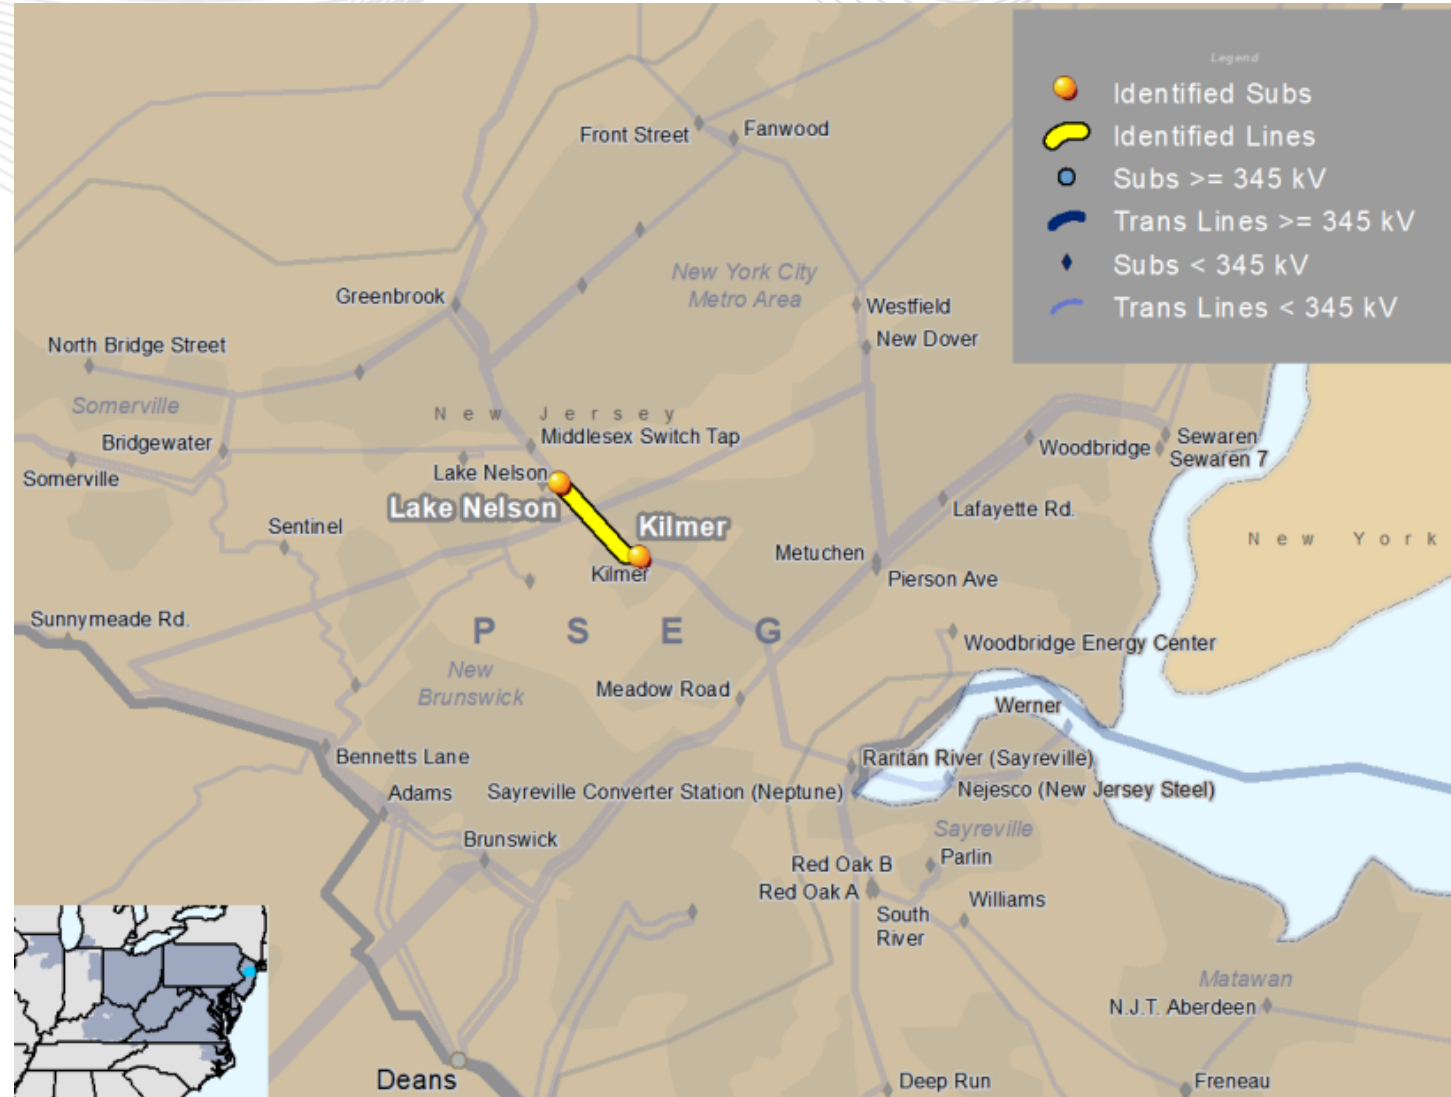 Legend
Identified Subs
Identified Lines
Subs >= 345 kV
Trans Lines >= 345 kV
Subs < 345 kV
Trans Lines < 345 kV
Front Street
Fanwood
New York City
Metro Area
Greenbrook
Westfield
New Dover
North Bridge Street
Somerville
New Jersey
Bridgewater
Middlesex Switch Tap
Somerville
Lake Nelson
Lake Nelson
Kilmer
Kilmer
Woodbridge
Sewaren
Sewaren 7
Lafayette Rd.
Sentinel
New York
Metuchen
Pierson Ave
Sunnymeade Rd.
PSEG
Woodbridge Energy Center
New
Brunswick
Meadow Road
Werner
Bennetts Lane
Raritan River (Sayreville)
Adams
Sayreville Converter Station (Neptune)
Nejesco (New Jersey Steel)
Brunswick
Sayreville
Red Oak B
Parlin
Red Oak A
Williams
South
River
Matawan
N.J.T. Aberdeen
Deans
Deep Run
Freneau